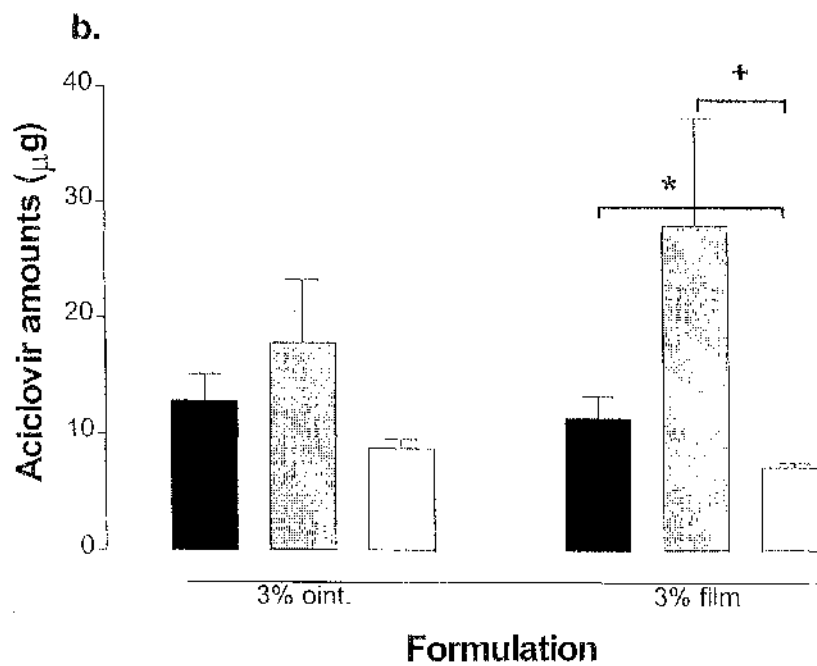 b.
Aciclovir amounts (μg)
40
30
20
10
0
+
*
3% oint.
3% film
Formulation